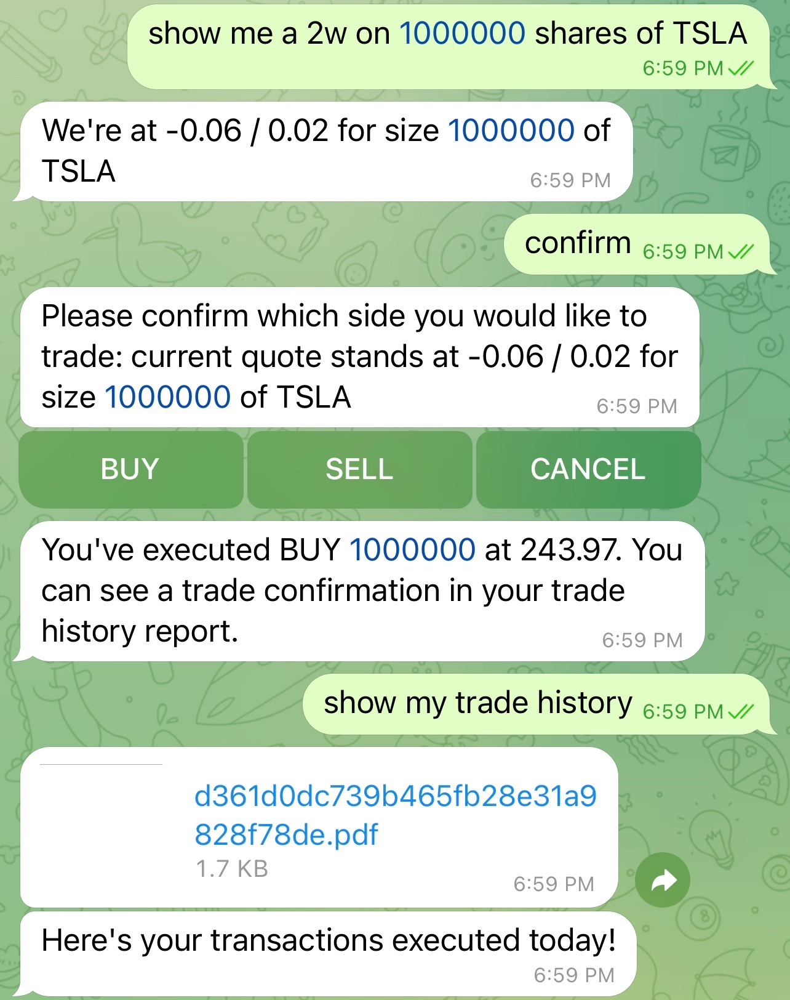 show me a 2w on 1000000 shares of TSLA
6:59 PM
We're at -0.06 / 0.02 for size 1000000 of
TSLA
6:59 PM
confirm 6:59 PM
Please confirm which side you would like to
trade: current quote stands at -0.06 / 0.02 for
size 1000000 of TSLA
6:59 PM
BUY SELL CANCEL
You've executed BUY 1000000 at 243.97. You
can see a trade confirmation in your trade
history report.
6:59 PM
show my trade history 6:59 PM
d361d0dc739b465fb28e31a9
828f78de.pdf
1.7 KB
6:59 PM
Here's your transactions executed today!
6:59 PM